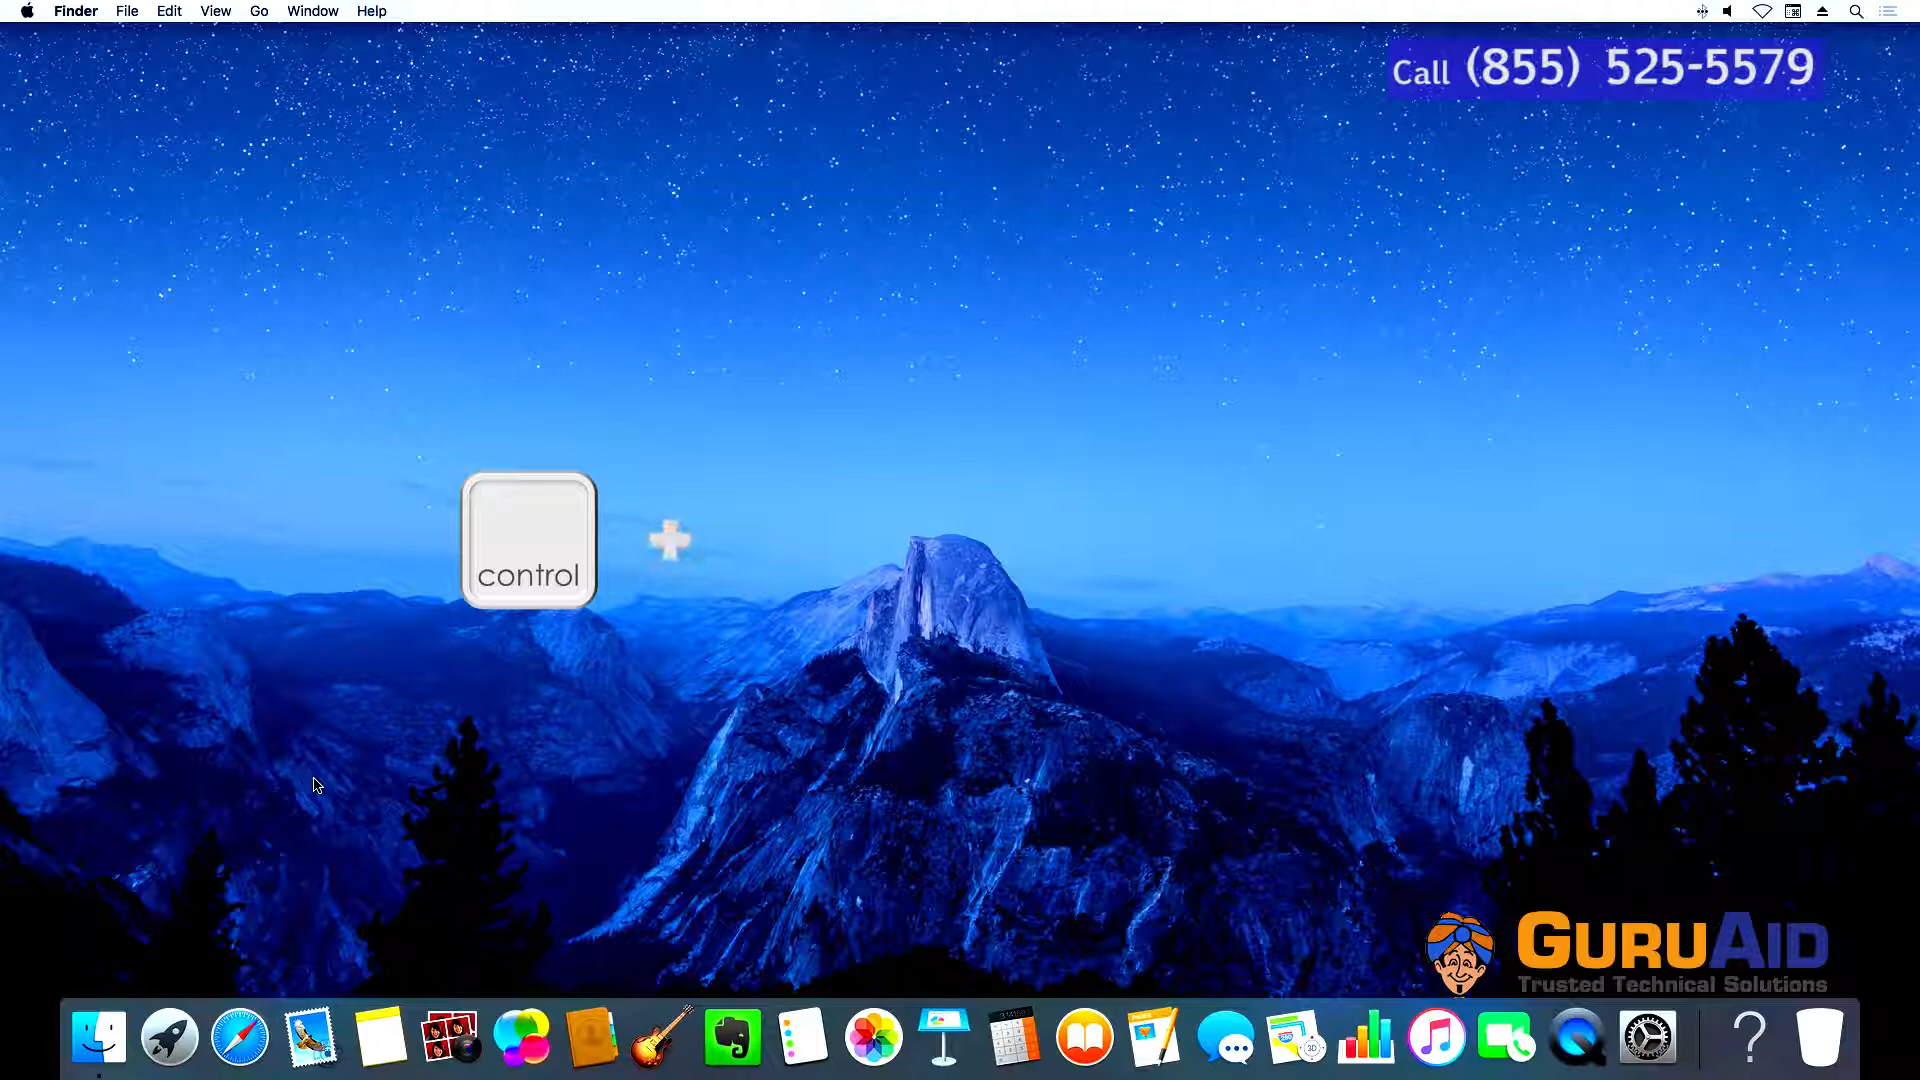 Finder File Edit View Go Window Help
Call (855) 525-5579
control
GURUAID
Trusted Technical Solutions